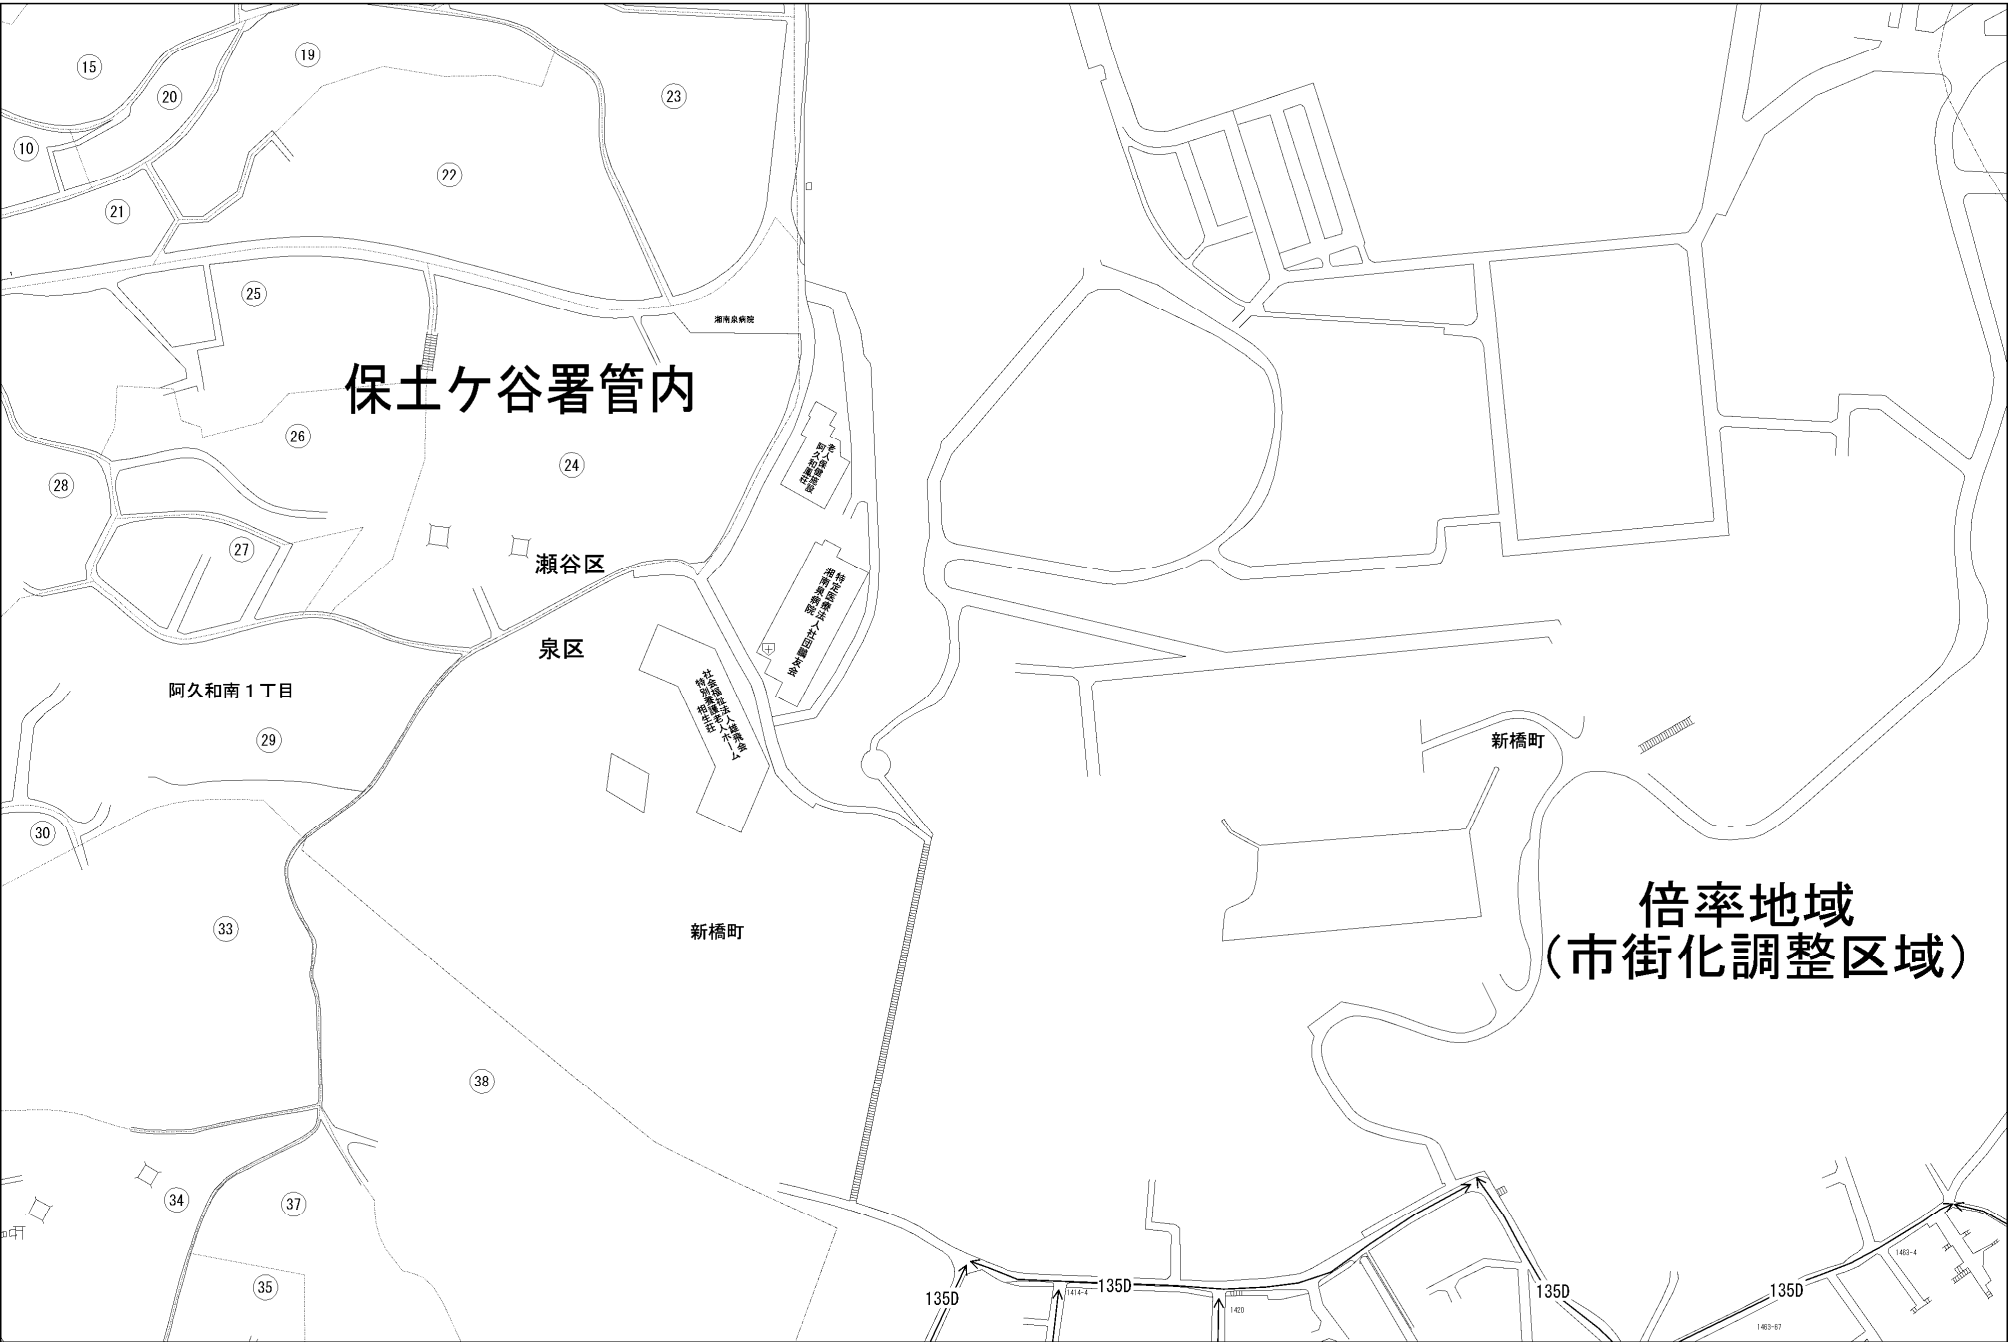 15
19
20
23
10
22
21
1
25
湘南泉病院
保土ケ谷署管内
26
老人保健施設
阿久和鳳荘
24
28
27
瀬谷区
特定医療法人社団鵬友会
湘南泉病院
泉区
阿久和南1丁目
社会福祉法人雄飛会
特別養護老人ホーム
相生荘
29
新橋町
30
倍率地域
(市街化調整区域)
33
新橋町
38
34
37
35
1463-4
135D
135D
135D
135D
1414-4
1420
1463-67